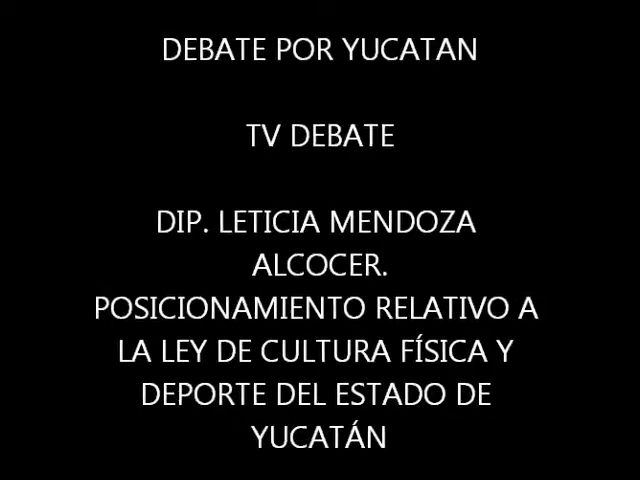 DEBATE POR YUCATAN
TV DEBATE
DIP. LETICIA MENDOZA
ALCOCER.
POSICIONAMIENTO RELATIVO A
LA LEY DE CULTURA FÍSICA Y
DEPORTE DEL ESTADO DE
YUCATÁN